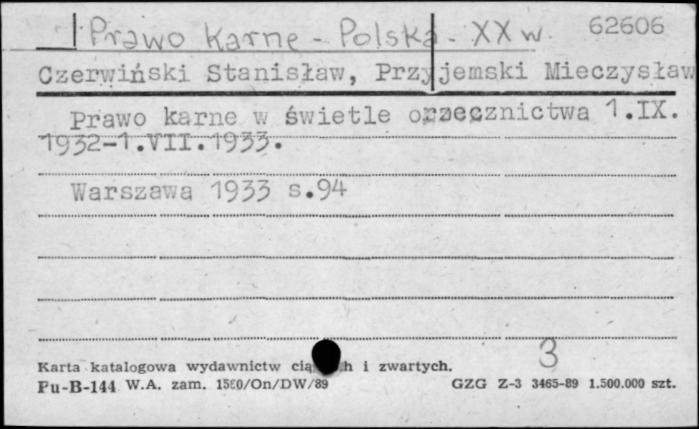 Prawo karne - Polska - XX w. 62606
Czerwiński Stanisław, Przyjemski Mieczysław
Prawo karne w świetle orzecznictwa 1.IX.
1932-1.VII.1933.
Warszawa 1933 s.94
3
Karta katalogowa wydawnictw cią h i zwartych.
Pu-B-144 W.A. zam. 1580/On/DW/89 GZG Z-3 3465-89 1.500.000 szt.